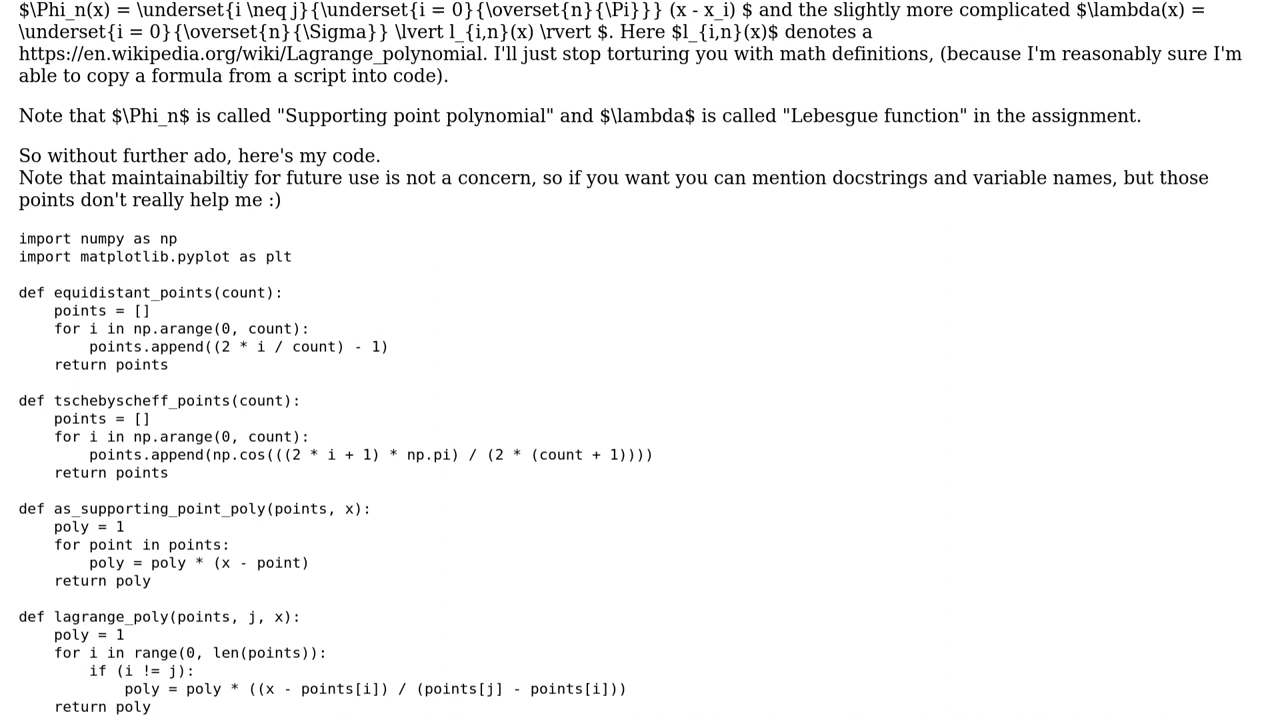 $\Phi_n(x) = \underset{i \neq j}{\underset{i = 0}{\overset{n}{\Pi}}} (x - x_i) $ and the slightly more complicated $\lambda(x) =
\underset{i = 0}{\overset{n}{\Sigma}} \lvert l_{i,n}(x) \rvert $. Here $l_{i,n}(x)$ denotes a
https://en.wikipedia.org/wiki/Lagrange_polynomial. I'll just stop torturing you with math definitions, (because I'm reasonably sure I'm
able to copy a formula from a script into code).
Note that $\Phi_n$ is called "Supporting point polynomial" and $\lambda$ is called "Lebesgue function" in the assignment.
So without further ado, here's my code.
Note that maintainabiltiy for future use is not a concern, so if you want you can mention docstrings and variable names, but those
points don't really help me :)
import numpy as np
import matplotlib.pyplot as plt
def equidistant_points(count):
    points = []
    for i in np.arange(0, count):
        points.append((2 * i / count) - 1)
    return points
def tschebyscheff_points(count):
    points = []
    for i in np.arange(0, count):
        points.append(np.cos(((2 * i + 1) * np.pi) / (2 * (count + 1))))
    return points
def as_supporting_point_poly(points, x):
    poly = 1
    for point in points:
        poly = poly * (x - point)
    return poly
def lagrange_poly(points, j, x):
    poly = 1
    for i in range(0, len(points)):
        if (i != j):
            poly = poly * ((x - points[i]) / (points[j] - points[i]))
    return poly